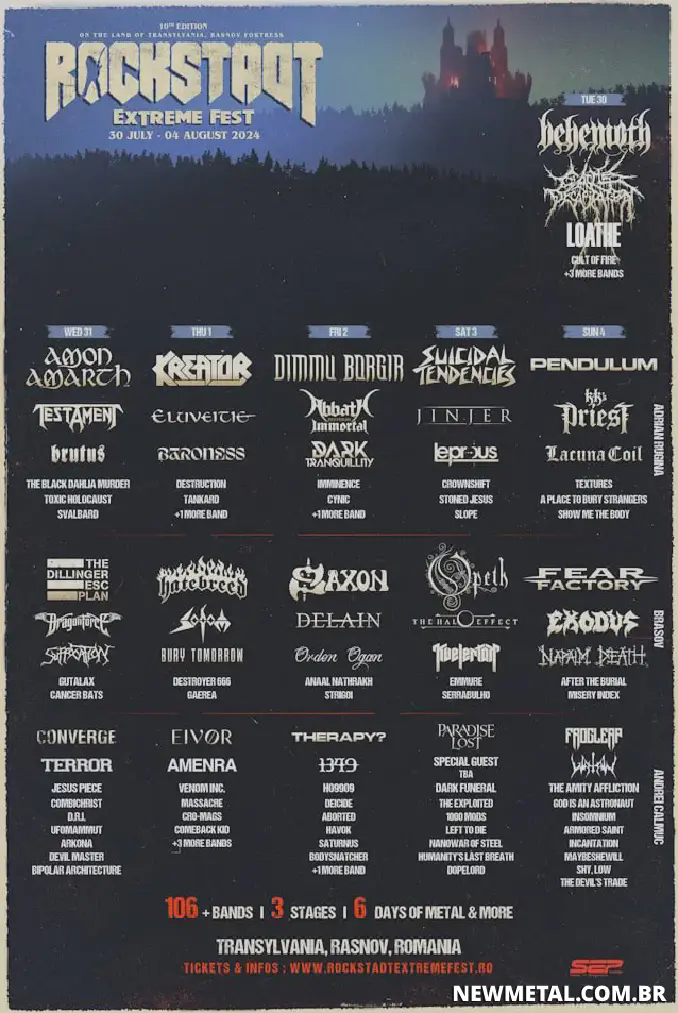 10TH EDITION
ON THE LAND OF TRANSYLVANIA, RASNOV FORTRESS
ROCKSTADT
EXTREME FEST
30 JULY - 04 AUGUST 2024
TUE 30
behemoth
CATTLE DECAPITATION
LOATHE
CULT OF FIRE
+3 MORE BANDS
WED 31
AMON AMARTH
TESTAMENT
brutus
THE BLACK DAHLIA MURDER
TOXIC HOLOCAUST
SVALBARD
THU 1
KREATOR
ELUVEITIE
BARONESS
DESTRUCTION
TANKARD
+1 MORE BAND
FRI 2
DIMMU BORGIR
Abbath
Immortal
DARK TRANQUILLITY
IMMINENCE
CYNIC
+1 MORE BAND
SAT 3
SUICIDAL TENDENCIES
JINJER
leprous
CROWNSHIFT
STONED JESUS
SLOPE
SUN 4
PENDULUM
kk's Priest
Lacuna Coil
TEXTURES
A PLACE TO BURY STRANGERS
SHOW ME THE BODY
ADRIAN RUGINA
THE DILLINGER ESC PLAN
DragonForce
SUFFOCATION
GUTALAX
CANCER BATS
Hatebreed
SODOM
BURY TOMORROW
DESTRÖYER 666
GAEREA
SAXON
DELAIN
Orden Ogan
ANAAL NATHRAKH
STRIGOI
Opeth
THE HALO EFFECT
Kvelertak
EMMURE
SERRABULHO
FEAR FACTORY
EXODUS
NAPALM DEATH
AFTER THE BURIAL
MISERY INDEX
BRASOV
CONVERGE
TERROR
JESUS PIECE
COMBICHRIST
D.R.I.
UFOMAMMUT
ARKONA
DEVIL MASTER
BIPOLAR ARCHITECTURE
EIVØR
AMENRA
VENOM INC.
MASSACRE
CRO-MAGS
COMEBACK KID
+3 MORE BANDS
THERAPY?
1349
HO9909
DEICIDE
ABORTED
HAVOK
SATURNUS
BODYSNATCHER
+1 MORE BAND
PARADISE LOST
SPECIAL GUEST
TBA
DARK FUNERAL
THE EXPLOITED
1000 MODS
LEFT TO DIE
NANOWAR OF STEEL
HUMANITY'S LAST BREATH
DOPELORD
FROGLEAP
WATAIN
THE AMITY AFFLICTION
GOD IS AN ASTRONAUT
INSOMNIUM
ARMORED SAINT
INCANTATION
MAYBESHEWILL
SHY, LOW
THE DEVIL'S TRADE
ANDREI CALMUC
106 + BANDS I 3 STAGES I 6 DAYS OF METAL & MORE
TRANSYLVANIA, RASNOV, ROMANIA
TICKETS & INFOS : WWW.ROCKSTADTEXTREMEFEST.RO
SEP
NEWMETAL.COM.BR